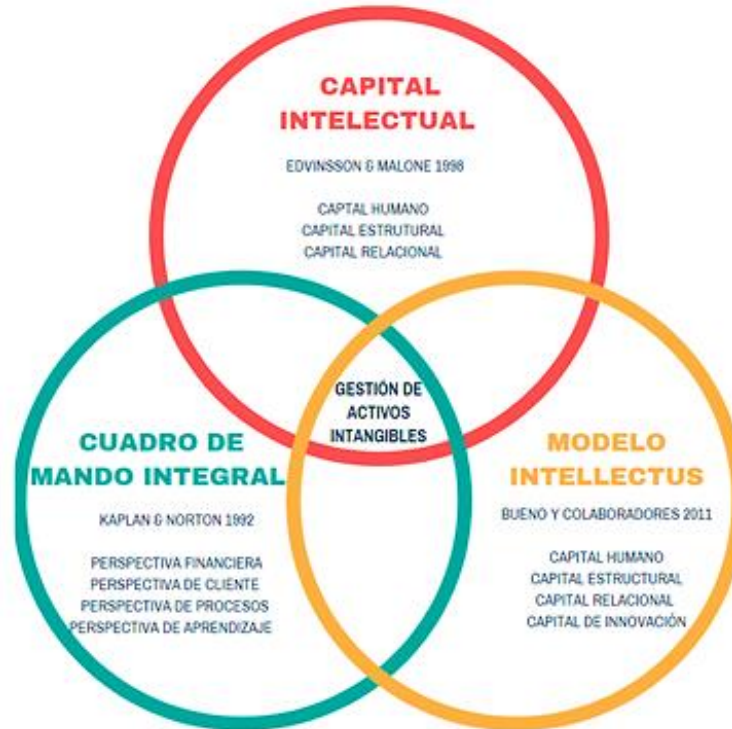 CAPITAL
INTELECTUAL
EDVINSSON & MALONE 1998
CAPTAL HUMANO
CAPITAL ESTRUTURAL
CAPITAL RELACIONAL
GESTIÓN DE
ACTIVOS
INTANGIBLES
CUADRO DE
MANDO INTEGRAL
KAPLAN & NORTON 1992
PERSPECTIVA FINANCIERA
PERSPECTIVA DE CLIENTE
PERSPECTIVA DE PROCESOS
PERSPECTIVA DE APRENDIZAJE
MODELO
INTELLECTUS
BUENO Y COLABORADORES 2011
CAPITAL HUMANO
CAPITAL ESTRUCTURAL
CAPITAL RELACIONAL
CAPITAL DE INNOVACIÓN